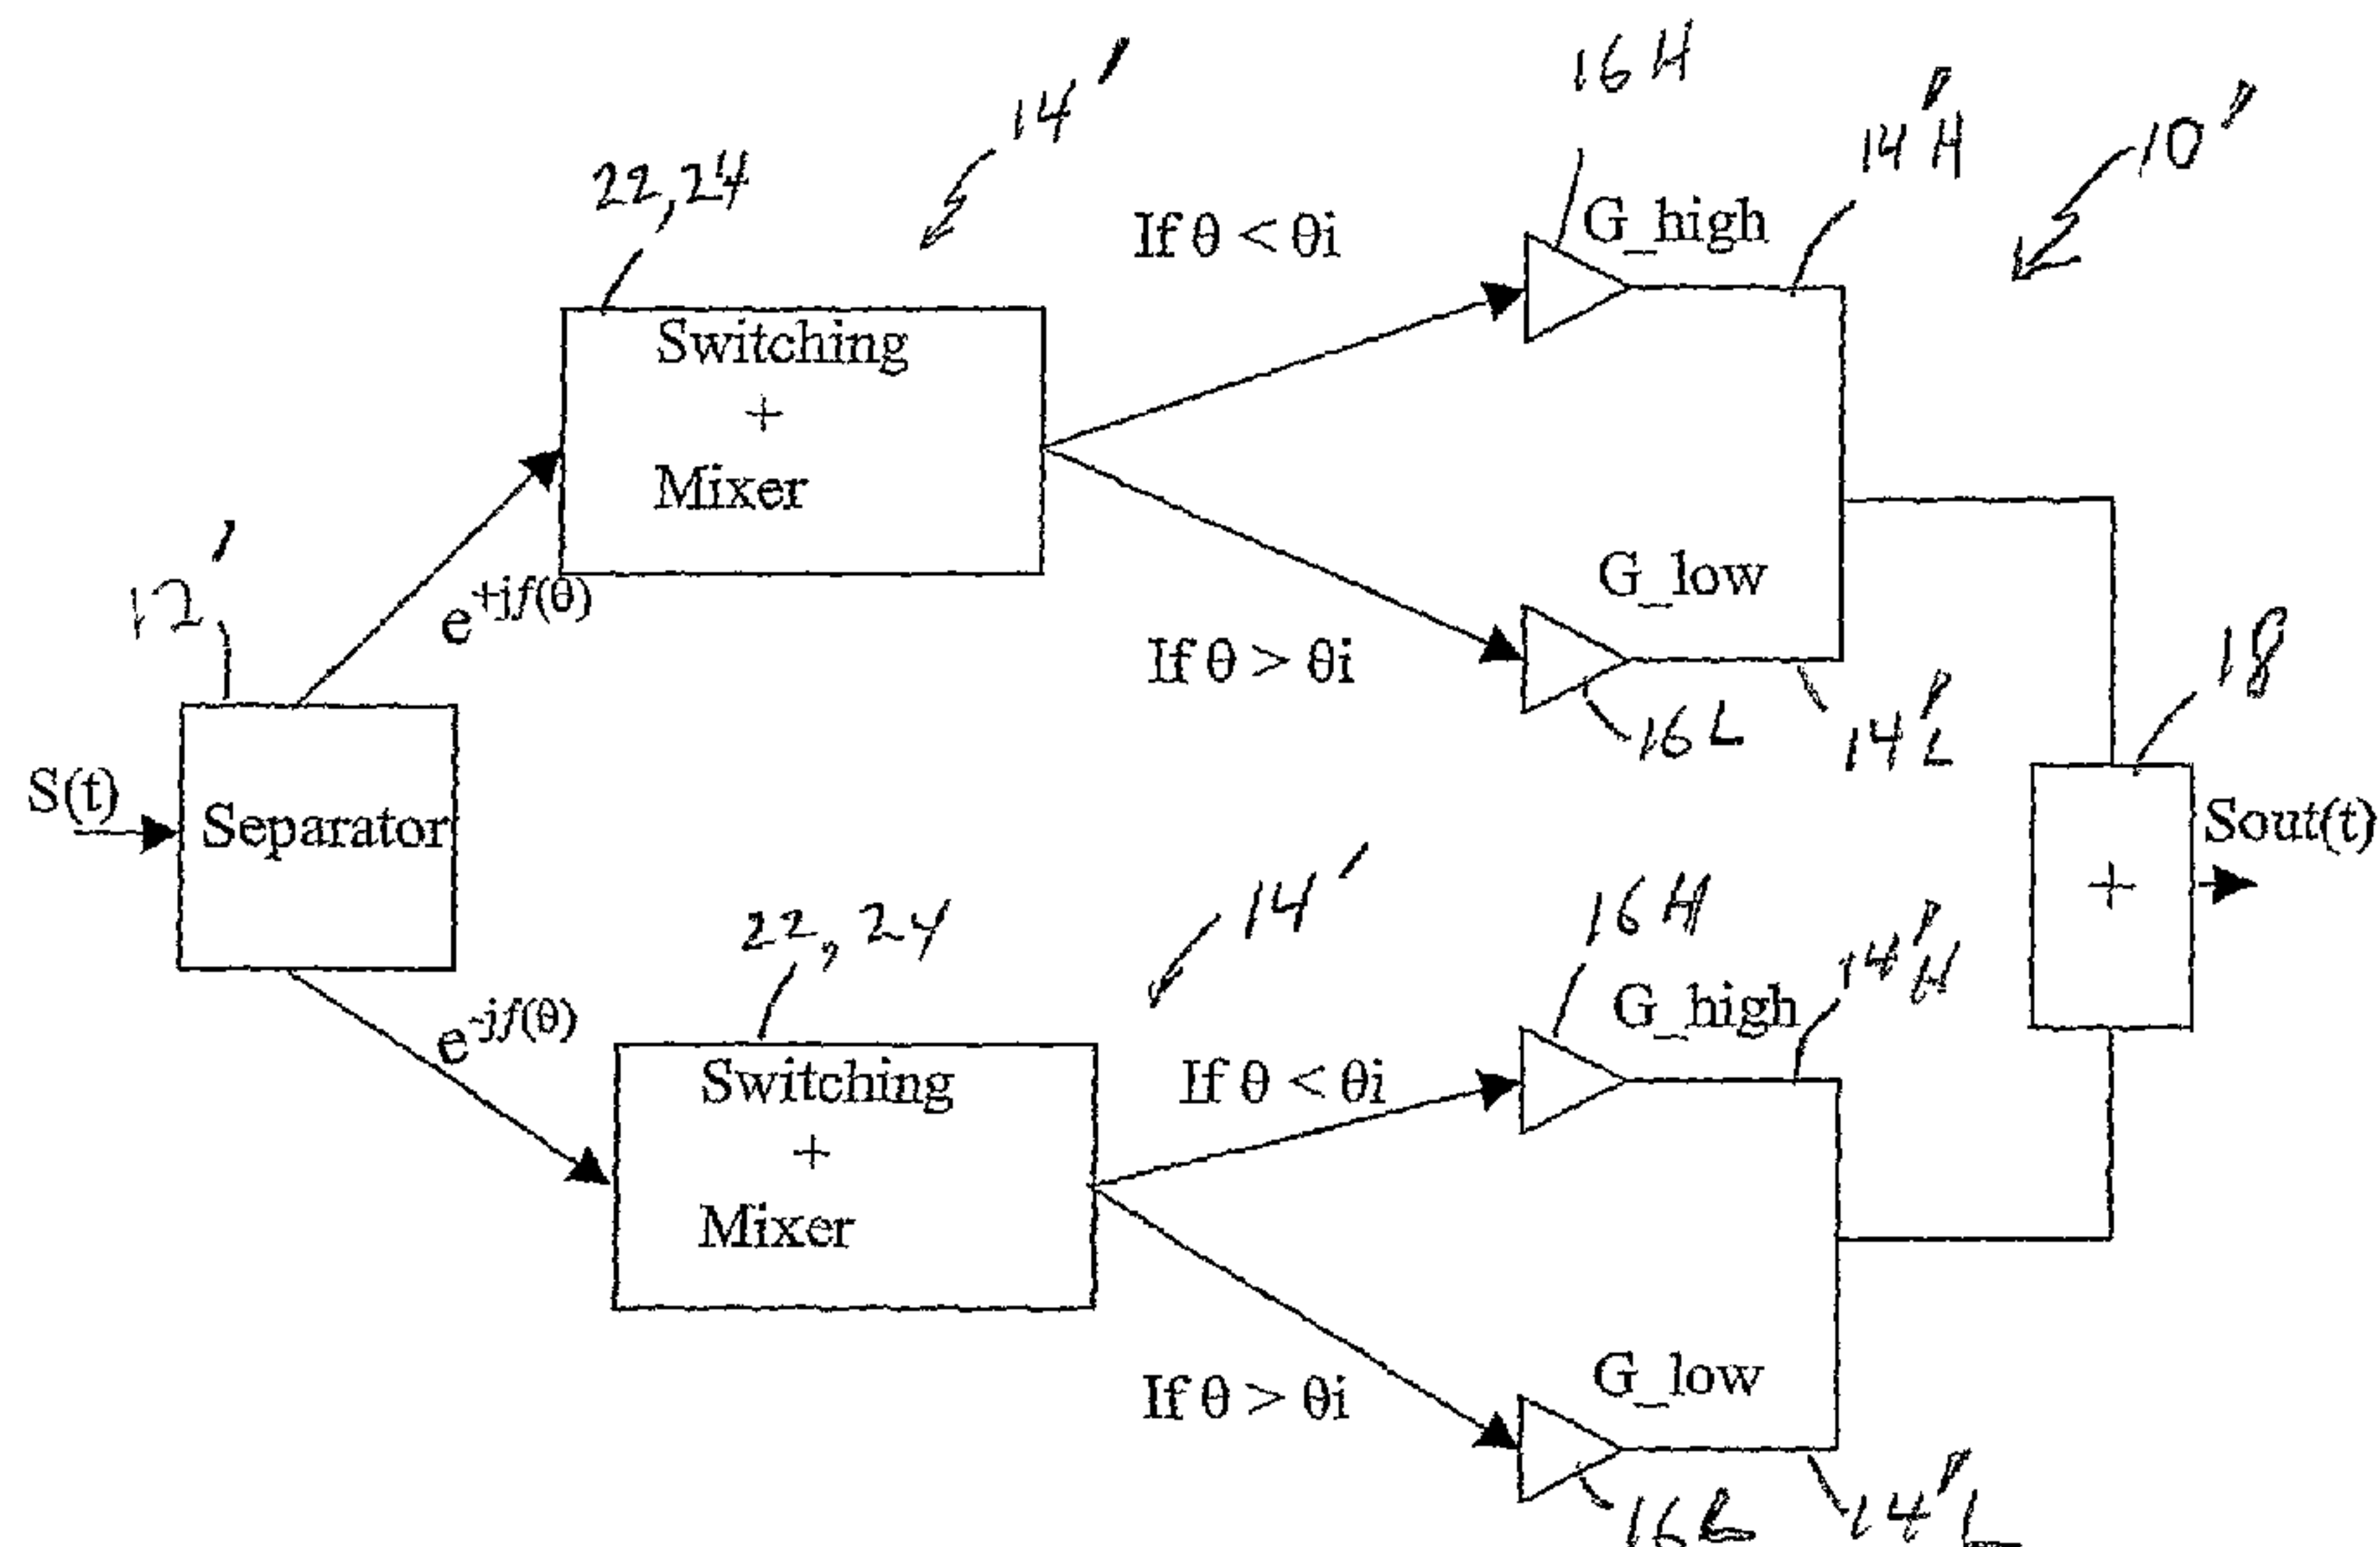 16H
14'
14'H
10'
22, 24
G_high
If θ < θi
Switching
+
Mixer
e+jf(θ)
G_low
If θ > θi
12'
16L
14'L
18
S(t)
Separator
Sout(t)
+
22, 24
14'
16H
14'H
e-jf(θ)
G_high
Switching
+
Mixer
If θ < θi
G_low
If θ > θi
16L
14'L